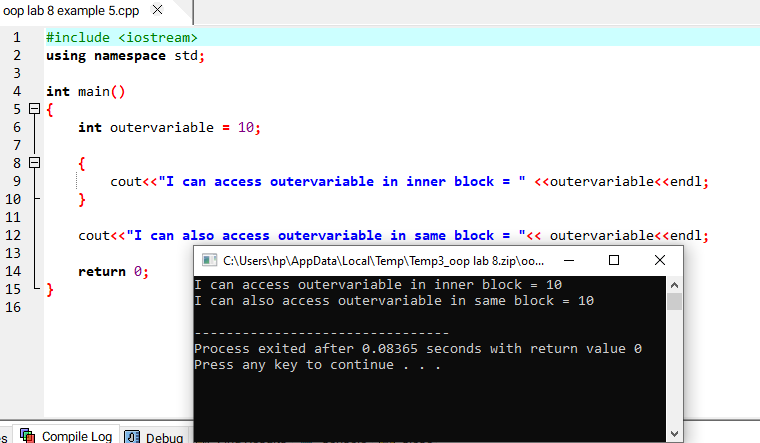 oop lab 8 example 5.cpp
1 #include <iostream>
2 using namespace std;
3
4 int main()
5 {
6 int outervariable = 10;
7
8 {
9 cout<<"I can access outervariable in inner block = " <<outervariable<<endl;
10 }
11
12 cout<<"I can also access outervariable in same block = "<< outervariable<<endl;
13
14 return 0;
15 }
16
C:\Users\hp\AppData\Local\Temp\Temp3_oop lab 8.zip\oo...
I can access outervariable in inner block = 10
I can also access outervariable in same block = 10
--------------------------------
Process exited after 0.08365 seconds with return value 0
Press any key to continue . . .
Compile Log Debug